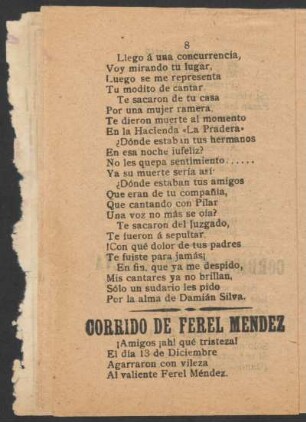 8
Llego á una concurrencia,
Voy mirando tu lugar,
Luego se me representa
Tu modito de cantar.
Te sacaron de tu casa
Por una mujer ramera.
Te dieron muerte al momento
En la Hacienda «La Pradera»
¿Dónde estaban tus hermanos
En esa noche iufeliz?
No les quepa sentimiento......
Ya su muerte sería así
¿Dónde estaban tus amigos
Que eran de tu compañía,
Que cantando con Pilar
Una voz no más se oía?
Te sacaron del Juzgado,
Te fueron á sepultar.
¡Con qué dolor de tus padres
Te fuiste para jamás¡
En fin, que ya me despido,
Mis cantares ya no brillan,
Sólo un sudario les pido
Por la alma de Damián Silva.
CORRIDO DE FEREL MENDEZ
¡Amigos ¡ah! qué tristeza!
El día 13 de Diciembre
Agarraron con vileza
Al valiente Ferel Méndez.